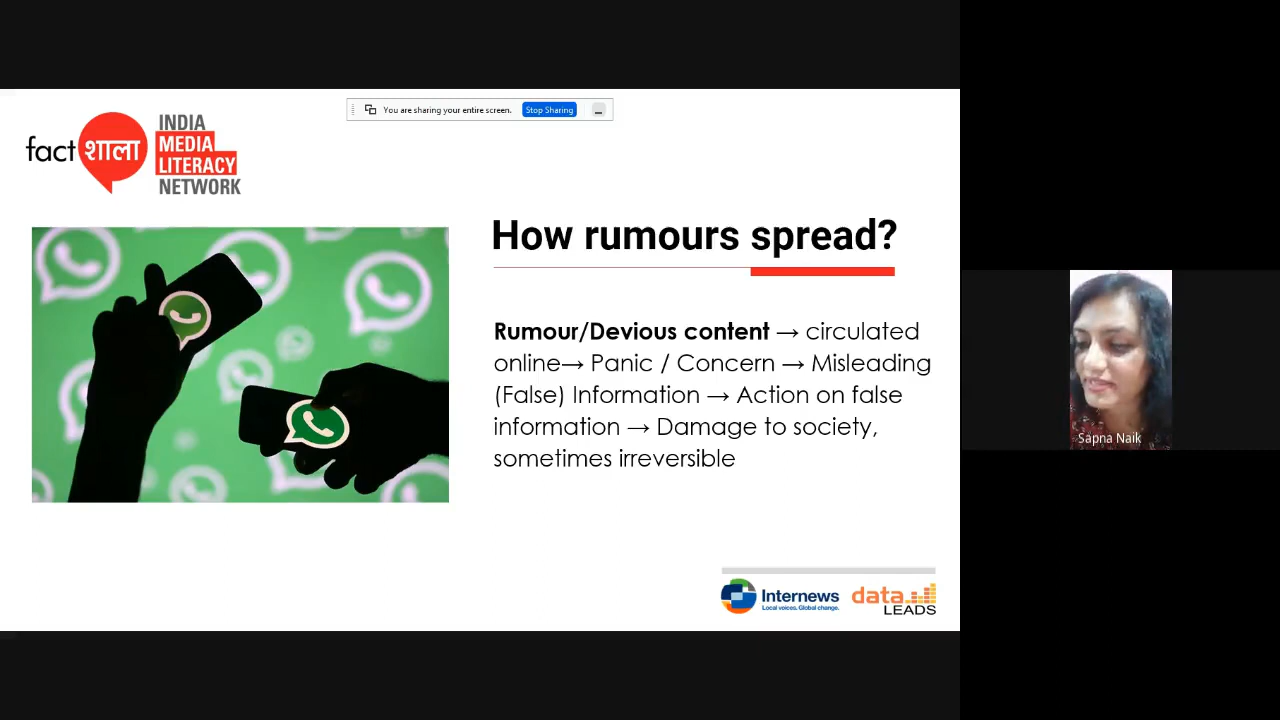 You are sharing your entire screen.
Stop Sharing
fact शाला
INDIA
MEDIA
LITERACY
NETWORK
How rumours spread?
Rumour/Devious content → circulated
online→ Panic / Concern → Misleading
(False) Information → Action on false
information → Damage to society,
sometimes irreversible
Internews
Local voices. Global change.
data
LEADS
Sapna Naik